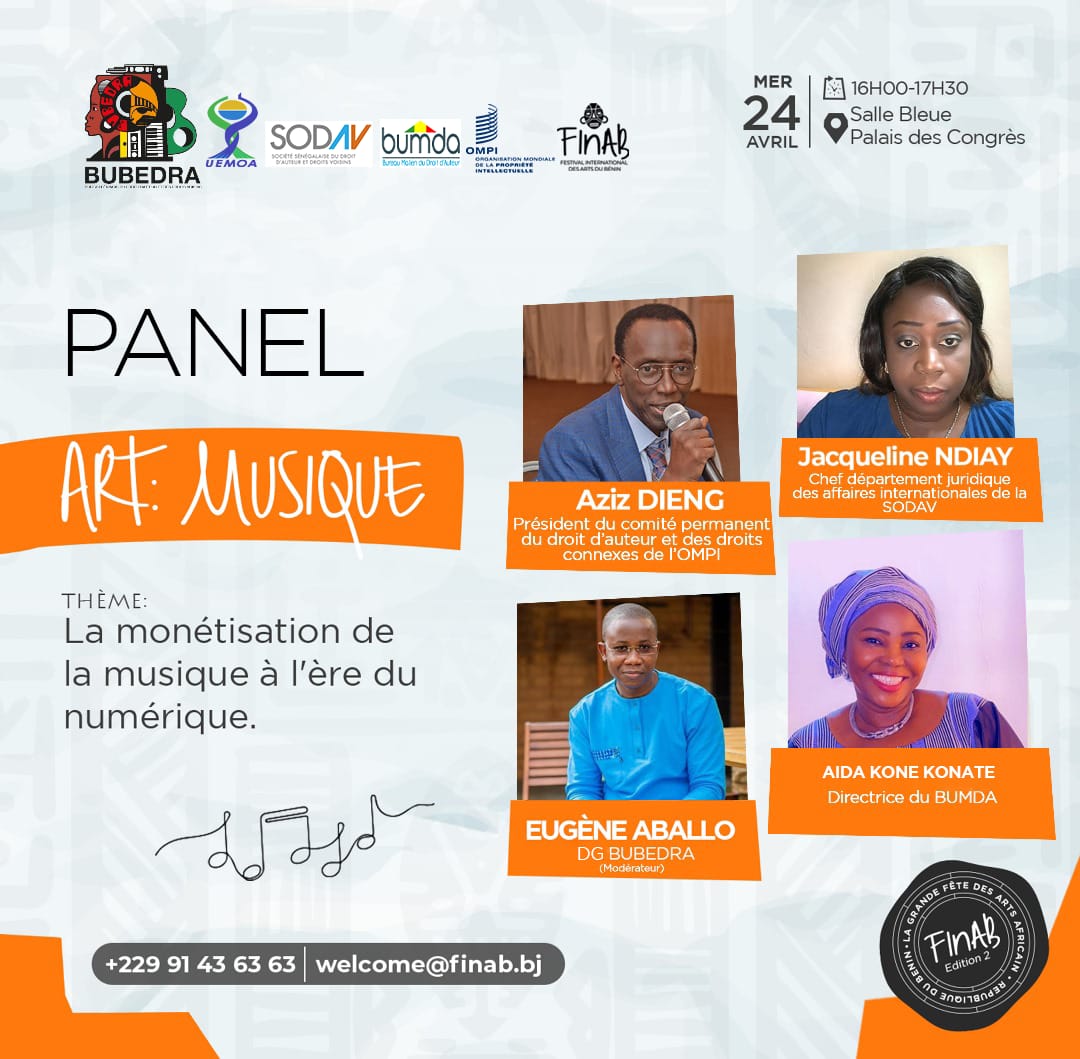 BUBEDRA
UEMOA
SODAV
SOCIÉTÉ SÉNÉGALAISE DU DROIT
D'AUTEUR ET DROITS VOISINS
bumda
Bureau Malien du Droit d'Auteur
OMPI
ORGANISATION MONDIALE
DE LA PROPRIÉTÉ
INTELLECTUELLE
FInAB
FESTIVAL INTERNATIONAL
DES ARTS DU BÉNIN
MER
24
AVRIL
16H00-17H30
Salle Bleue
Palais des Congrès
PANEL
ART: MUSIQUE
THÈME:
La monétisation de
la musique à l'ère du
numérique.
Aziz DIENG
Président du comité permanent
du droit d'auteur et des droits
connexes de l'OMPI
Jacqueline NDIAY
Chef département juridique
des affaires internationales de la
SODAV
EUGÈNE ABALLO
DG BUBEDRA
(Modérateur)
AIDA KONE KONATE
Directrice du BUMDA
+229 91 43 63 63 | welcome@finab.bj
LA GRANDE FÊTE DES ARTS AFRICAIN • RÉPUBLIQUE DU BENIN •
FInAB
Edition 2